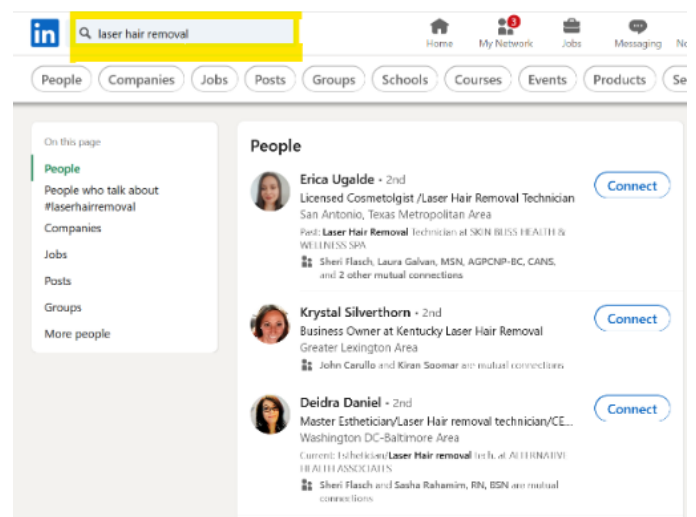 in
laser hair removal
3
Home
My Network
Jobs
Messaging
People
Companies
Jobs
Posts
Groups
Schools
Courses
Events
Products
On this page
People
People who talk about
#laserhairremoval
Companies
Jobs
Posts
Groups
More people
People
Erica Ugalde • 2nd
Connect
Licensed Cosmetolgist /Laser Hair Removal Technician
San Antonio, Texas Metropolitan Area
Past: Laser Hair Removal Technician at SKIN BLISS HEALTH &
WELLNESS SPA
Sheri Flasch, Laura Galvan, MSN, AGPCNP-BC, CANS,
and 2 other mutual connections
Krystal Silverthorn • 2nd
Connect
Business Owner at Kentucky Laser Hair Removal
Greater Lexington Area
John Carullo and Kiran Soomar are mutual connections
Deidra Daniel • 2nd
Connect
Master Esthetician/Laser Hair removal technician/CE...
Washington DC-Baltimore Area
Current: Esthetician/Laser Hair removal tech. at ALTERNATIVE
HEALTH ASSOCIATES
Sheri Flasch and Sasha Rahamim, RN, BSN are mutual
connections